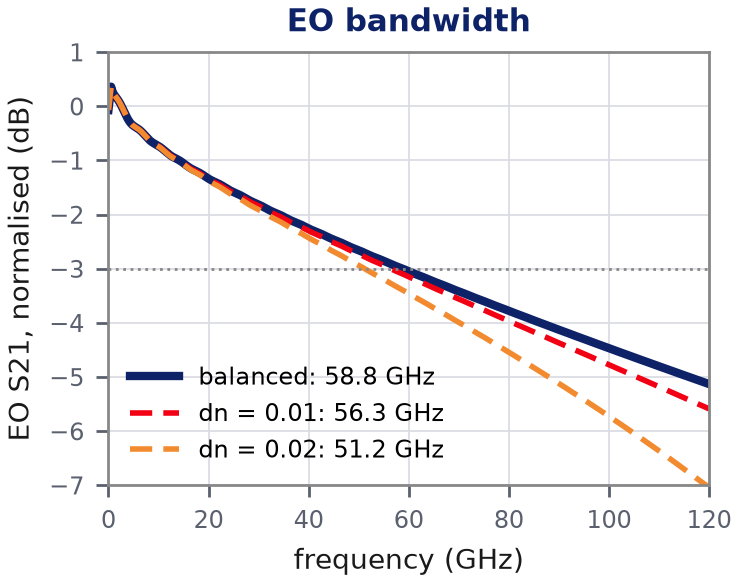 EO bandwidth
EO S21, normalised (dB)
1
0
−1
−2
−3
−4
−5
−6
−7
balanced: 58.8 GHz
dn = 0.01: 56.3 GHz
dn = 0.02: 51.2 GHz
0 20 40 60 80 100 120
frequency (GHz)